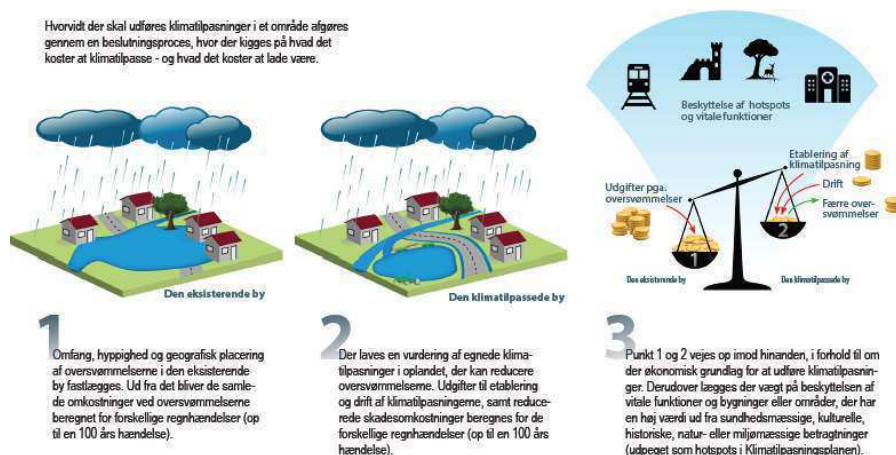 Hvorvidt der skal udføres klimatilpasninger i et område afgøres
gennem en beslutningsproces, hvor der kigges på hvad det
koster at klimatilpasse - og hvad det koster at lade være.
Den eksisterende by
1
Omfang, hyppighed og geografisk placering
af oversvømmelserne i den eksisterende
by fastlægges. Ud fra det bliver de samle-
de omkostninger ved oversvømmelserne
beregnet for forskellige regnhændelser (op
til en 100 års hændelse).
Den klimatilpassede by
2
Der laves en vurdering af egnede klima-
tilpasninger i oplandet, der kan reducere
oversvømmelserne. Udgifter til etablering
og drift af klimatilpasningerne, samt reduce-
rede skadesomkostninger beregnes for de
forskellige regnhændelser (op til en 100 års
hændelse).
Beskyttelse af hotspots
og vitale funktioner
Etablering af
klimatilpasning
Drift
Færre over-
svømmelser
Udgifter pga.
oversvømmelser
1
2
Den eksisterende by
Den klimatilpassede by
3
Punkt 1 og 2 vejes op imod hinanden, i forhold til om
der økonomisk grundlag for at udføre klimatilpasnin-
ger. Derudover lægges der vægt på beskyttelsen af
vitale funktioner og bygninger eller områder, der har
en høj værdi ud fra sundhedsmæssige, kulturelle,
historiske, natur- eller miljømæssige betragtninger
(udpeget som hotspots i Klimatilpasningsplanen).